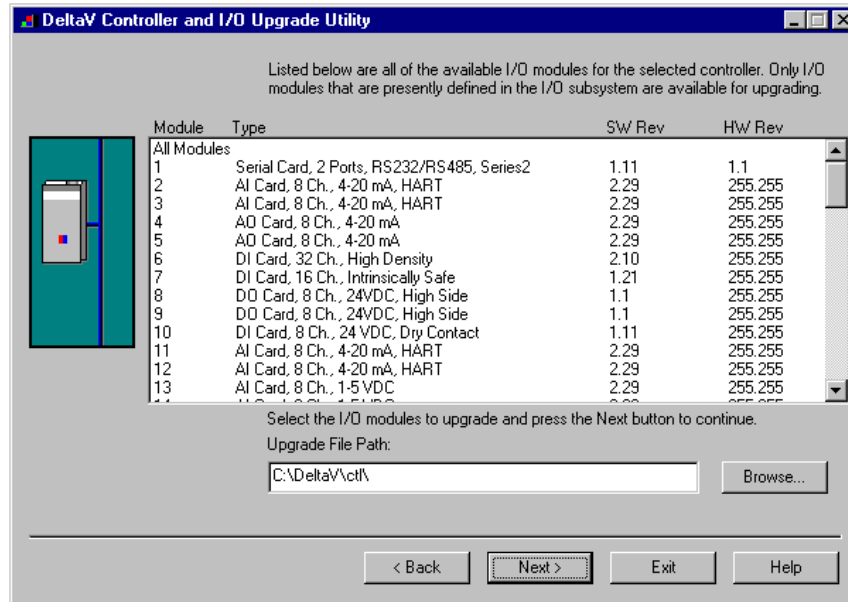 DeltaV Controller and I/O Upgrade Utility
Listed below are all of the available I/O modules for the selected controller. Only I/O
modules that are presently defined in the I/O subsystem are available for upgrading.
Module Type SW Rev HW Rev
All Modules
1 Serial Card, 2 Ports, RS232/RS485, Series2 1.11 1.1
2 AI Card, 8 Ch., 4-20 mA, HART 2.29 255.255
3 AI Card, 8 Ch., 4-20 mA, HART 2.29 255.255
4 AO Card, 8 Ch., 4-20 mA 2.29 255.255
5 AO Card, 8 Ch., 4-20 mA 2.29 255.255
6 DI Card, 32 Ch., High Density 2.10 255.255
7 DI Card, 16 Ch., Intrinsically Safe 1.21 255.255
8 DO Card, 8 Ch., 24VDC, High Side 1.1 255.255
9 DO Card, 8 Ch., 24VDC, High Side 1.1 255.255
10 DI Card, 8 Ch., 24 VDC, Dry Contact 1.11 255.255
11 AI Card, 8 Ch., 4-20 mA, HART 2.29 255.255
12 AI Card, 8 Ch., 4-20 mA, HART 2.29 255.255
13 AI Card, 8 Ch., 1-5 VDC 2.29 255.255
Select the I/O modules to upgrade and press the Next button to continue.
Upgrade File Path:
C:\DeltaV\ctl\
Browse...
< Back
Next >
Exit
Help